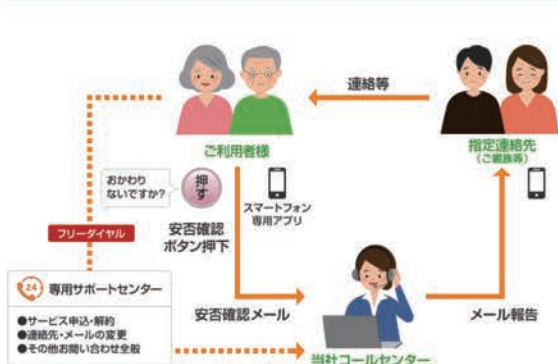 連絡等
ご利用者様
指定連絡先
(ご親族等)
おかわり
ないですか?
押す
スマートフォン
専用アプリ
安否確認
ボタン押下
フリーダイヤル
24
専用サポートセンター
●サービス申込・解約
●連絡先・メールの変更
●その他お問い合わせ全般
安否確認メール
メール報告
当社コールセンター